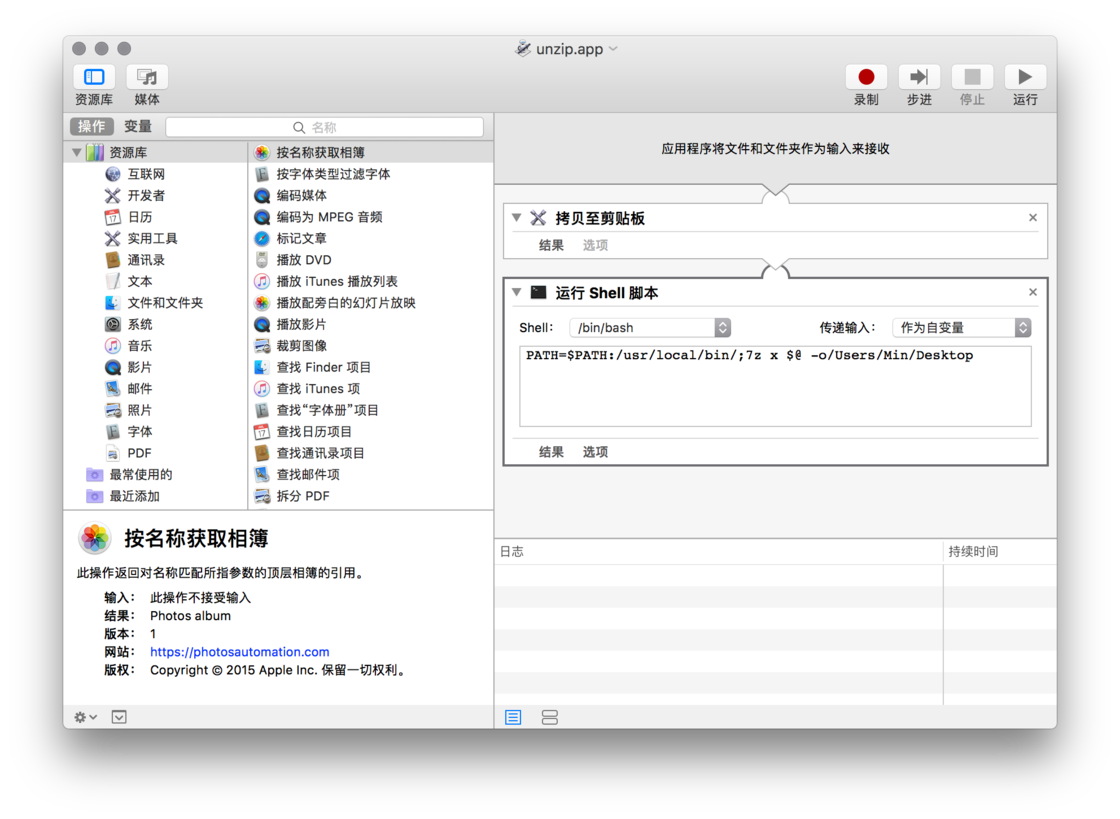 unzip.app
资源库 媒体 录制 步进 停止 运行
操作 变量 名称
资源库
互联网
开发者
日历
实用工具
通讯录
文本
文件和文件夹
系统
音乐
影片
邮件
照片
字体
PDF
最常使用的
最近添加
按名称获取相簿
按字体类型过滤字体
编码媒体
编码为 MPEG 音频
标记文章
播放 DVD
播放 iTunes 播放列表
播放配旁白的幻灯片放映
播放影片
裁剪图像
查找 Finder 项目
查找 iTunes 项
查找“字体册”项目
查找日历项目
查找通讯录项目
查找邮件项
拆分 PDF
按名称获取相簿
此操作返回对名称匹配所指参数的顶层相簿的引用。
输入： 此操作不接受输入
结果： Photos album
版本： 1
网站： https://photosautomation.com
版权： Copyright © 2015 Apple Inc. 保留一切权利。
应用程序将文件和文件夹作为输入来接收
拷贝至剪贴板
结果 选项
运行 Shell 脚本
Shell： /bin/bash 传递输入： 作为自变量
PATH=$PATH:/usr/local/bin/;7z x $@ -o/Users/Min/Desktop
结果 选项
日志 持续时间